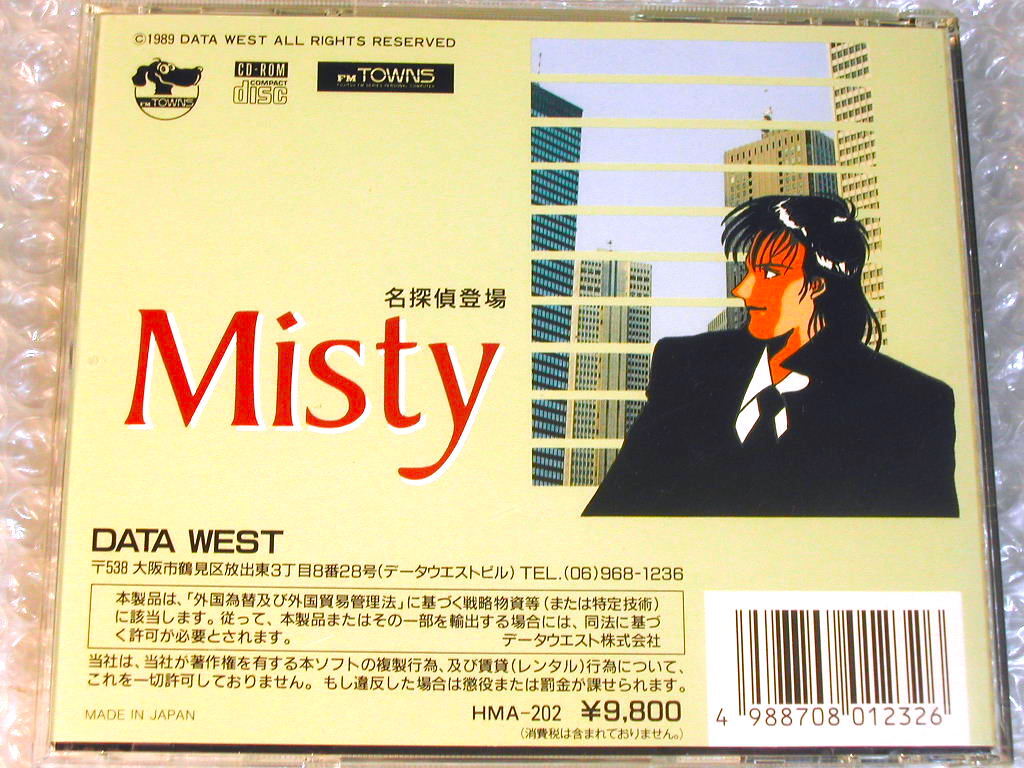 ©1989 DATA WEST ALL RIGHTS RESERVED
FM TOWNS
CD-ROM
COMPACT
disc
FM TOWNS
FUJITSU FM SERIES PERSONAL COMPUTER
名探偵登場
Misty
DATA WEST
〒538 大阪市鶴見区放出東3丁目8番28号(データウエストビル) TEL.(06)968-1236
本製品は、「外国為替及び外国貿易管理法」に基づく戦略物資等(または特定技術)
に該当します。従って、本製品またはその一部を輸出する場合には、同法に基づ
く許可が必要とされます。 データウエスト株式会社
当社は、当社が著作権を有する本ソフトの複製行為、及び賃貸(レンタル)行為について、
これを一切許可しておりません。もし違反した場合は懲役または罰金が課せられます。
MADE IN JAPAN
HMA-202 ¥9,800
(消費税は含まれておりません。)
4 988708 012326